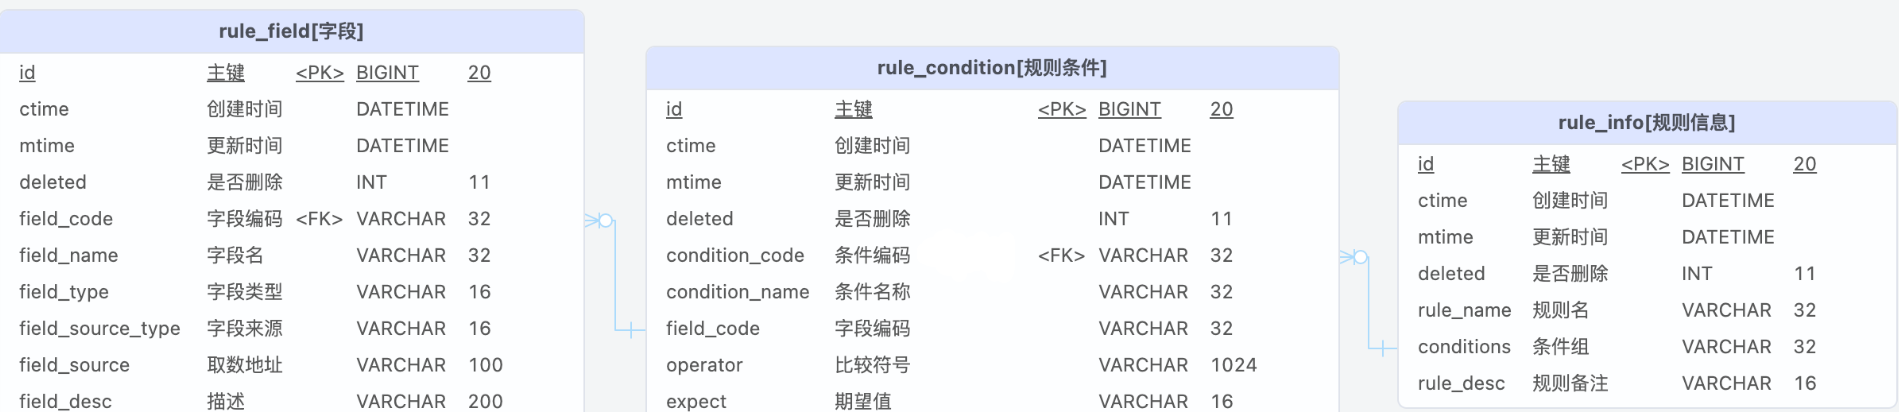 rule_field[字段]
id 主键 <PK> BIGINT 20
ctime 创建时间 DATETIME
mtime 更新时间 DATETIME
deleted 是否删除 INT 11
field_code 字段编码 <FK> VARCHAR 32
field_name 字段名 VARCHAR 32
field_type 字段类型 VARCHAR 16
field_source_type 字段来源 VARCHAR 16
field_source 取数地址 VARCHAR 100
field_desc 描述 VARCHAR 200
rule_condition[规则条件]
id 主键 <PK> BIGINT 20
ctime 创建时间 DATETIME
mtime 更新时间 DATETIME
deleted 是否删除 INT 11
condition_code 条件编码 <FK> VARCHAR 32
condition_name 条件名称 VARCHAR 32
field_code 字段编码 VARCHAR 32
operator 比较符号 VARCHAR 1024
expect 期望值 VARCHAR 16
rule_info[规则信息]
id 主键 <PK> BIGINT 20
ctime 创建时间 DATETIME
mtime 更新时间 DATETIME
deleted 是否删除 INT 11
rule_name 规则名 VARCHAR 32
conditions 条件组 VARCHAR 32
rule_desc 规则备注 VARCHAR 16